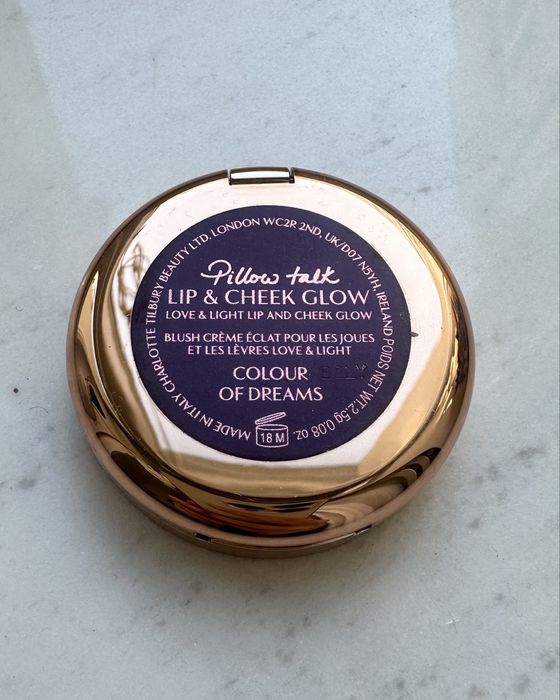 Pillow talk
LIP & CHEEK GLOW
LOVE & LIGHT LIP AND CHEEK GLOW
BLUSH CRÈME ÉCLAT POUR LES JOUES
ET LES LÈVRES LOVE & LIGHT
COLOUR
OF DREAMS
18 M
MADE IN ITALY CHARLOTTE TILBURY BEAUTY LTD. LONDON WC2R 2ND, UK/D07 N5YH, IRELAND POIDS NET WT. 2.5g 0.08 oz.